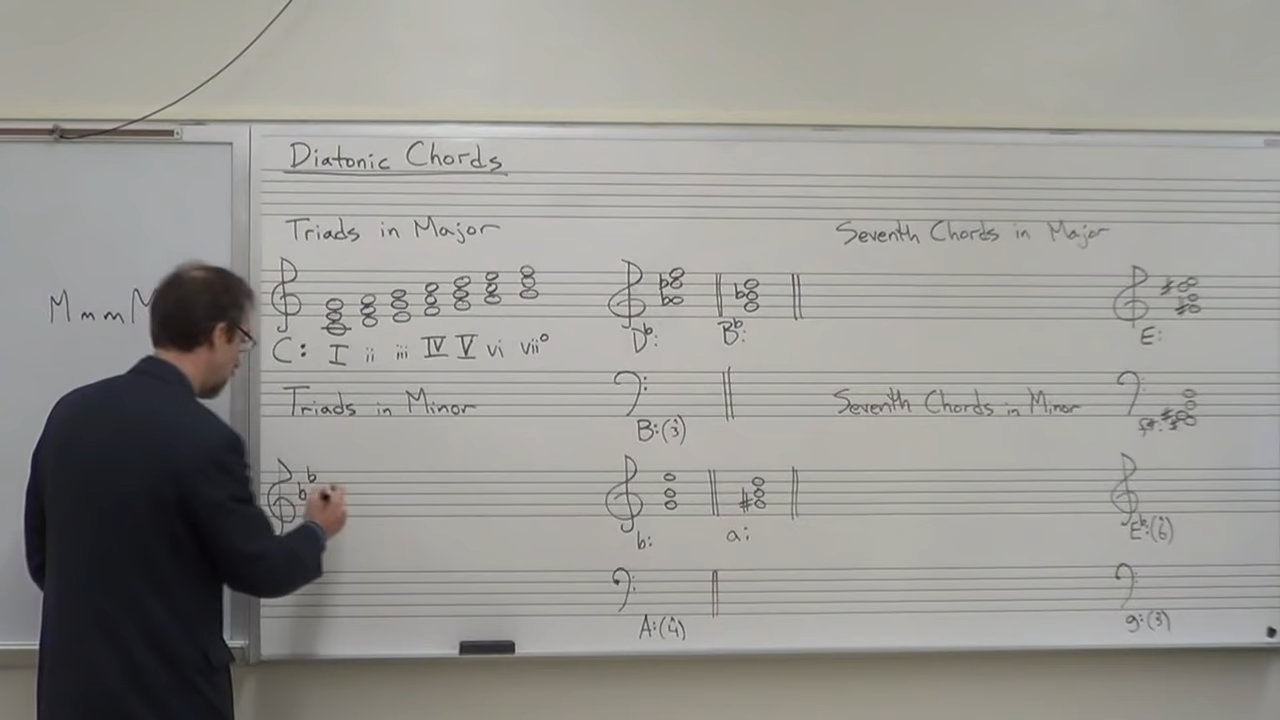 Diatonic Chords
Triads in Major
Seventh Chords in Major
MmmM
D♭:
B♭:
E:
C: I ii iii IV V vi vii°
Triads in Minor
Seventh Chords in Minor
B:(3̂)
b:
a:
E♭:(6̂)
A:(4̂)
g:(3̂)